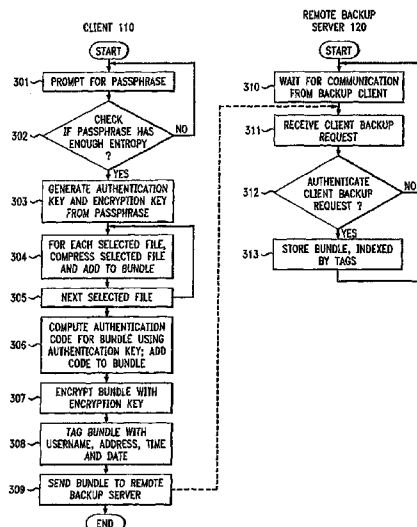 CLIENT 110
START
301
PROMPT FOR PASSPHRASE
302
CHECK
IF PASSPHRASE HAS
ENOUGH ENTROPY
?
NO
YES
303
GENERATE AUTHENTICATION
KEY AND ENCRYPTION KEY
FROM PASSPHRASE
304
FOR EACH SELECTED FILE,
COMPRESS SELECTED FILE
AND ADD TO BUNDLE
305
NEXT SELECTED FILE
306
COMPUTE AUTHENTICATION
CODE FOR BUNDLE USING
AUTHENTICATION KEY; ADD
CODE TO BUNDLE
307
ENCRYPT BUNDLE WITH
ENCRYPTION KEY
308
TAG BUNDLE WITH
USERNAME, ADDRESS, TIME
AND DATE
309
SEND BUNDLE TO REMOTE
BACKUP SERVER
END
REMOTE BACKUP
SERVER 120
START
310
WAIT FOR COMMUNICATION
FROM BACKUP CLIENT
311
RECEIVE CLIENT BACKUP
REQUEST
312
AUTHENTICATE
CLIENT BACKUP
REQUEST ?
NO
YES
313
STORE BUNDLE, INDEXED
BY TAGS